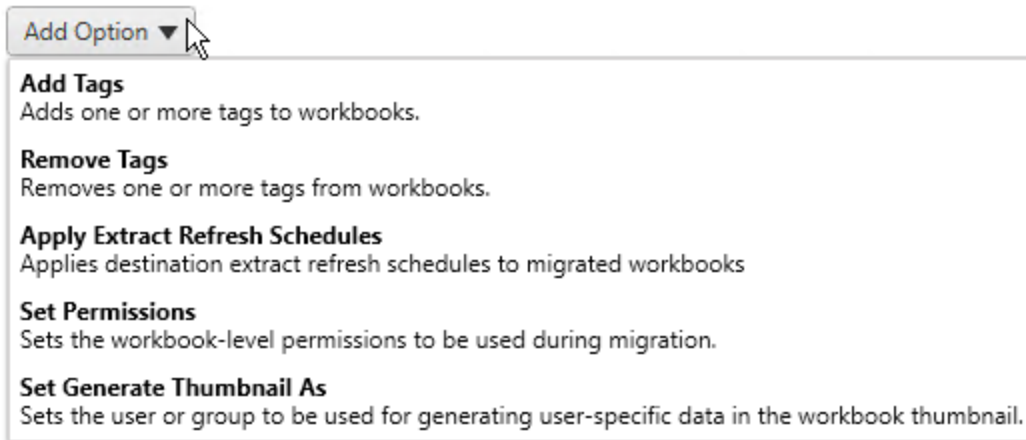 Add Option
Add Tags
Adds one or more tags to workbooks.
Remove Tags
Removes one or more tags from workbooks.
Apply Extract Refresh Schedules
Applies destination extract refresh schedules to migrated workbooks
Set Permissions
Sets the workbook-level permissions to be used during migration.
Set Generate Thumbnail As
Sets the user or group to be used for generating user-specific data in the workbook thumbnail.